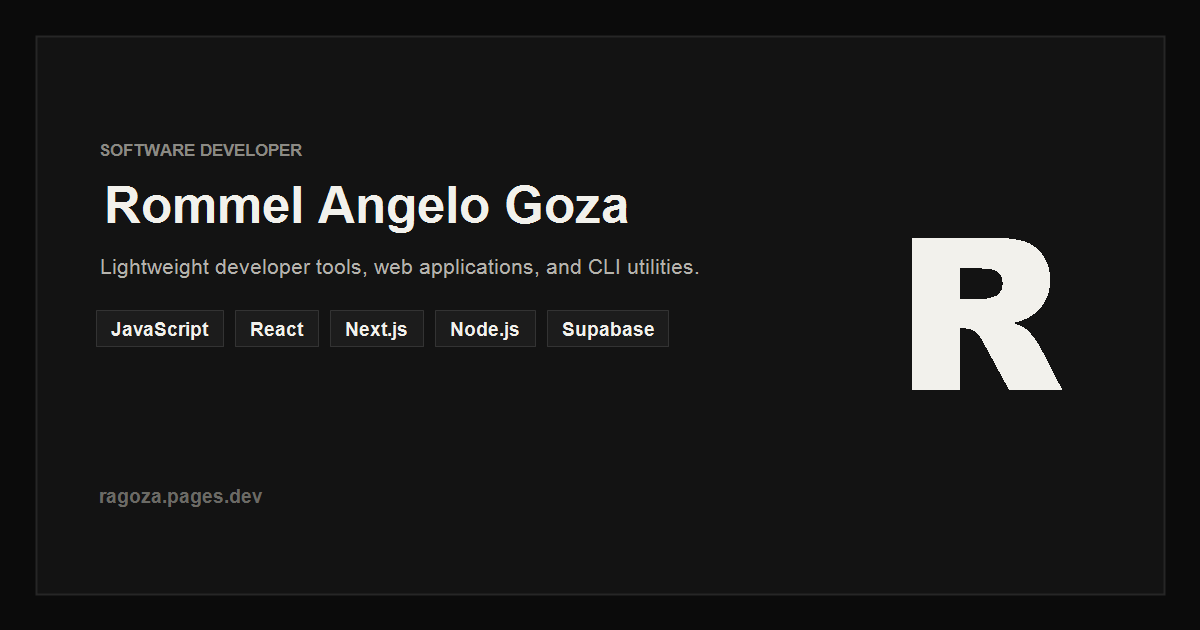 SOFTWARE DEVELOPER
Rommel Angelo Goza
Lightweight developer tools, web applications, and CLI utilities.
JavaScript React Next.js Node.js Supabase
R
ragoza.pages.dev